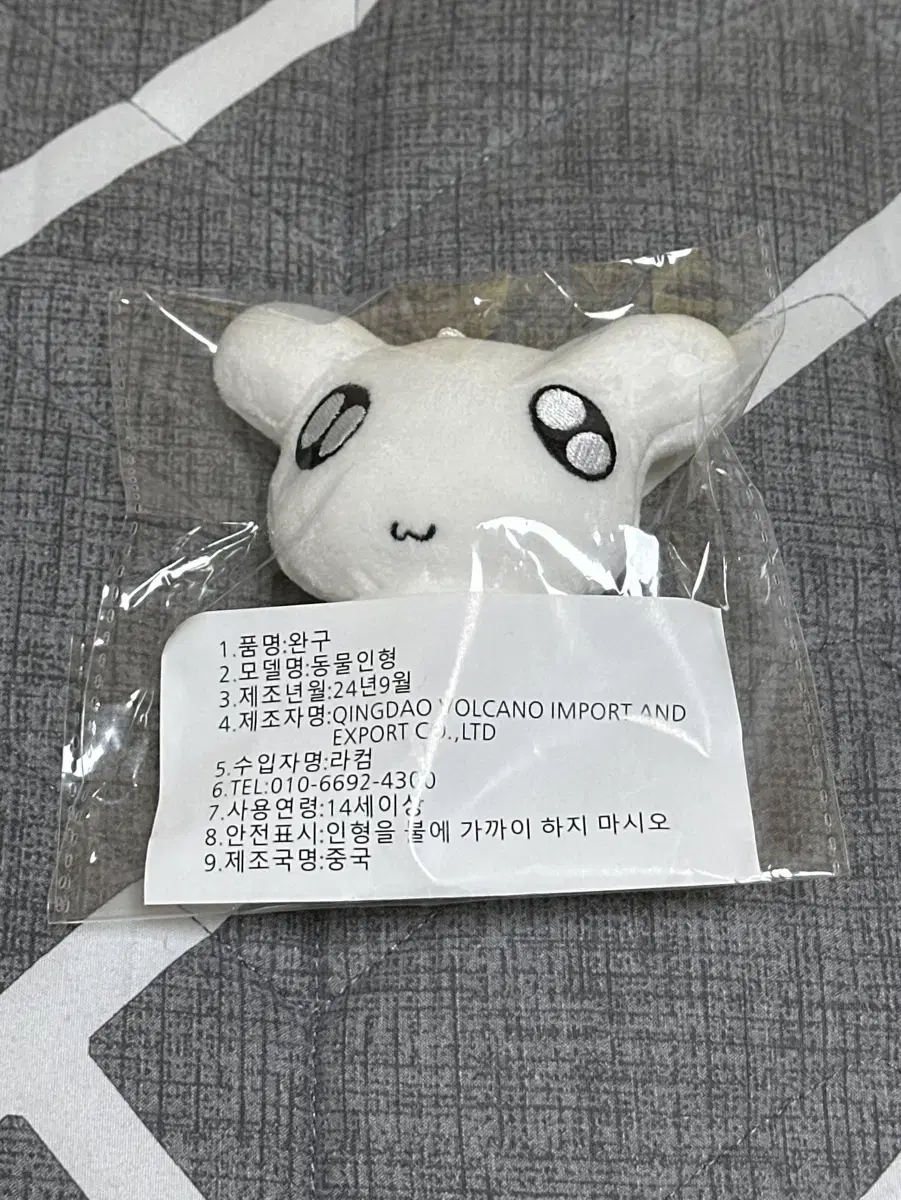 1.품명:완구
2.모델명:동물인형
3.제조년월:24년9월
4.제조자명:QINGDAO VOLCANO IMPORT AND
EXPORT CO.,LTD
5.수입자명:라컴
6.TEL:010-6692-4300
7.사용연령:14세이상
8.안전표시:인형을 불에 가까이 하지 마시오
9.제조국명:중국